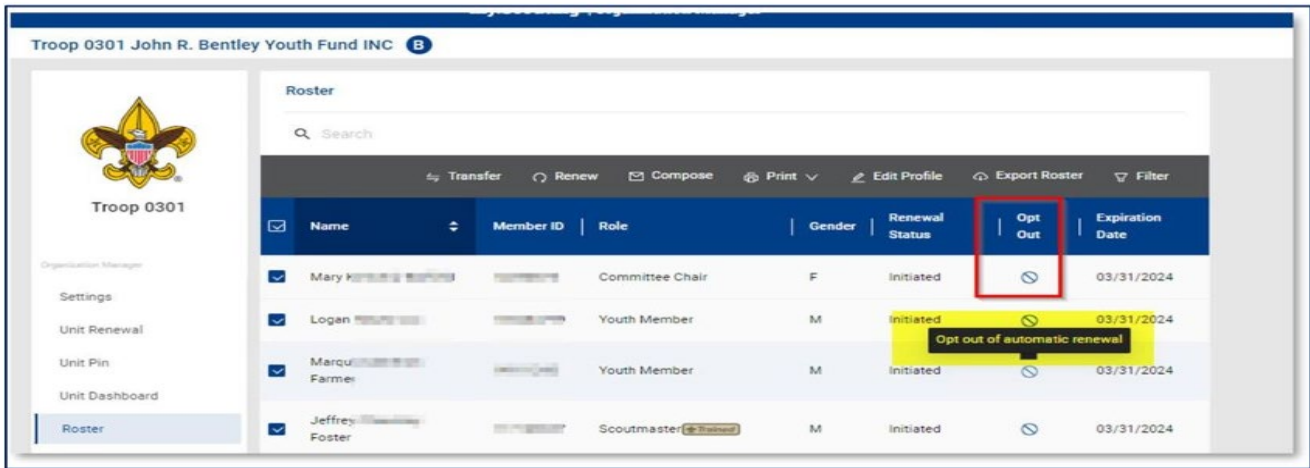 Troop 0301 John R. Bentley Youth Fund INC B
Roster
Search
Transfer Renew Compose Print Edit Profile Export Roster Filter
Troop 0301
Name Member ID Role Gender Renewal Status Opt Out Expiration Date
Organization Manager
Mary Committee Chair F Initiated 03/31/2024
Settings
Logan Youth Member M Initiated 03/31/2024
Unit Renewal
Opt out of automatic renewal
Unit Pin
Marqu
Farmer Youth Member M Initiated 03/31/2024
Unit Dashboard
Roster
Jeffrey
Foster Scoutmaster Trained M Initiated 03/31/2024